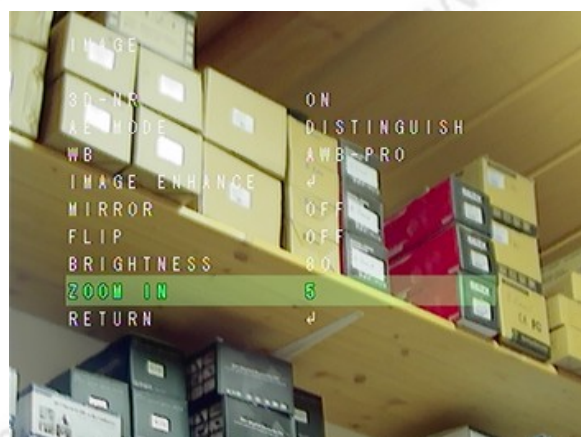 IMAGE
3D-NR ON
AE MODE DISTINGUISH
WB AWB-PRO
IMAGE ENHANCE ↲
MIRROR OFF
FLIP OFF
BRIGHTNESS 80
ZOOM IN 5
RETURN ↲